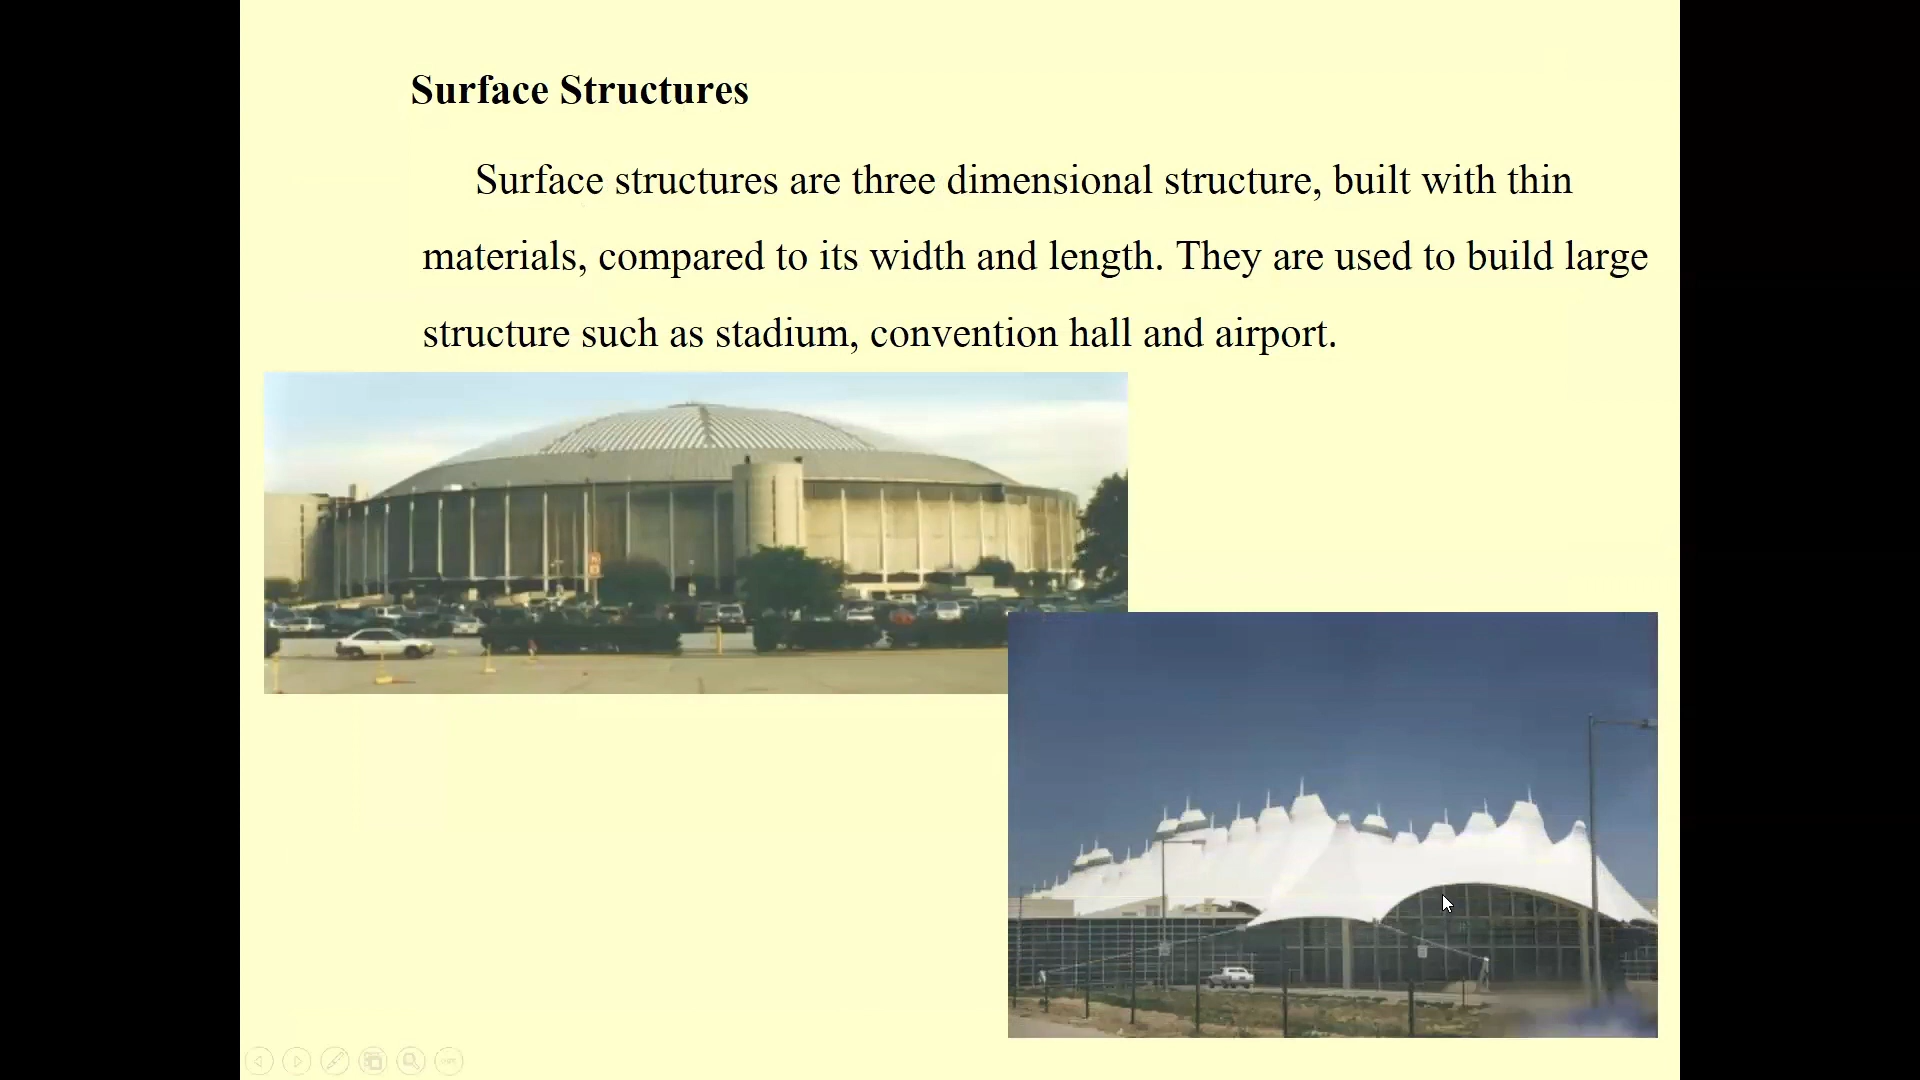 Surface Structures
Surface structures are three dimensional structure, built with thin
materials, compared to its width and length. They are used to build large
structure such as stadium, convention hall and airport.